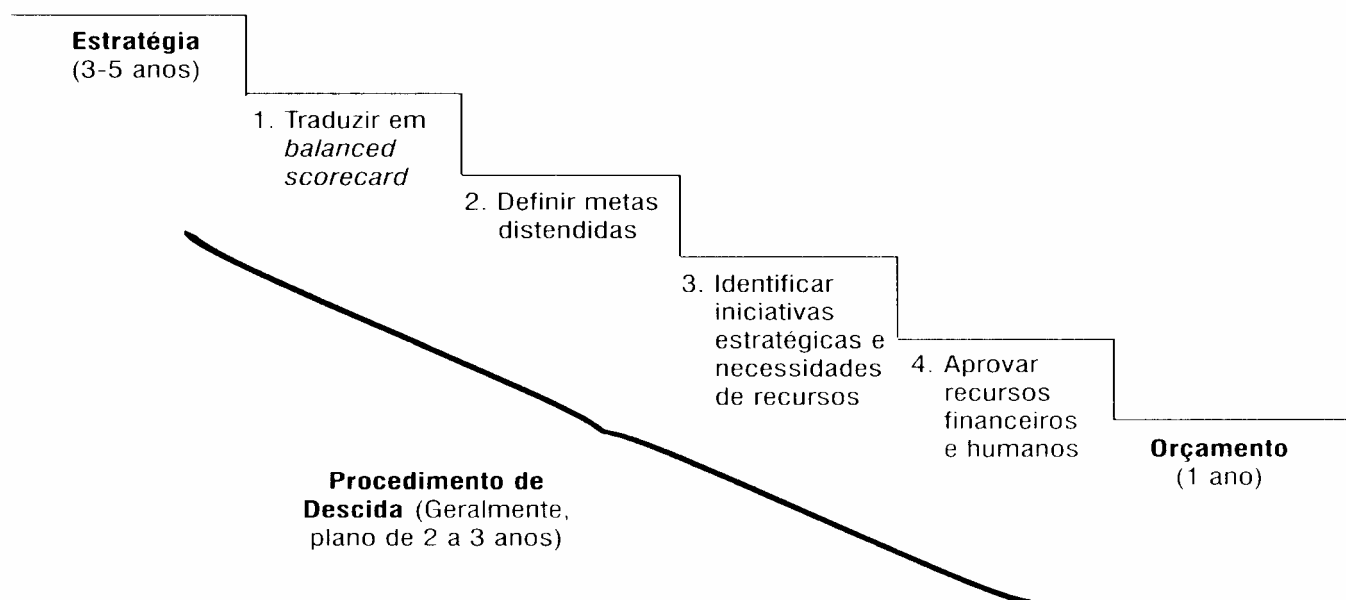 Estratégia
(3-5 anos)
1. Traduzir em
balanced
scorecard
2. Definir metas
distendidas
3. Identificar
iniciativas
estratégicas e
necessidades
de recursos
4. Aprovar
recursos
financeiros
e humanos
Orçamento
(1 ano)
Procedimento de
Descida (Geralmente,
plano de 2 a 3 anos)